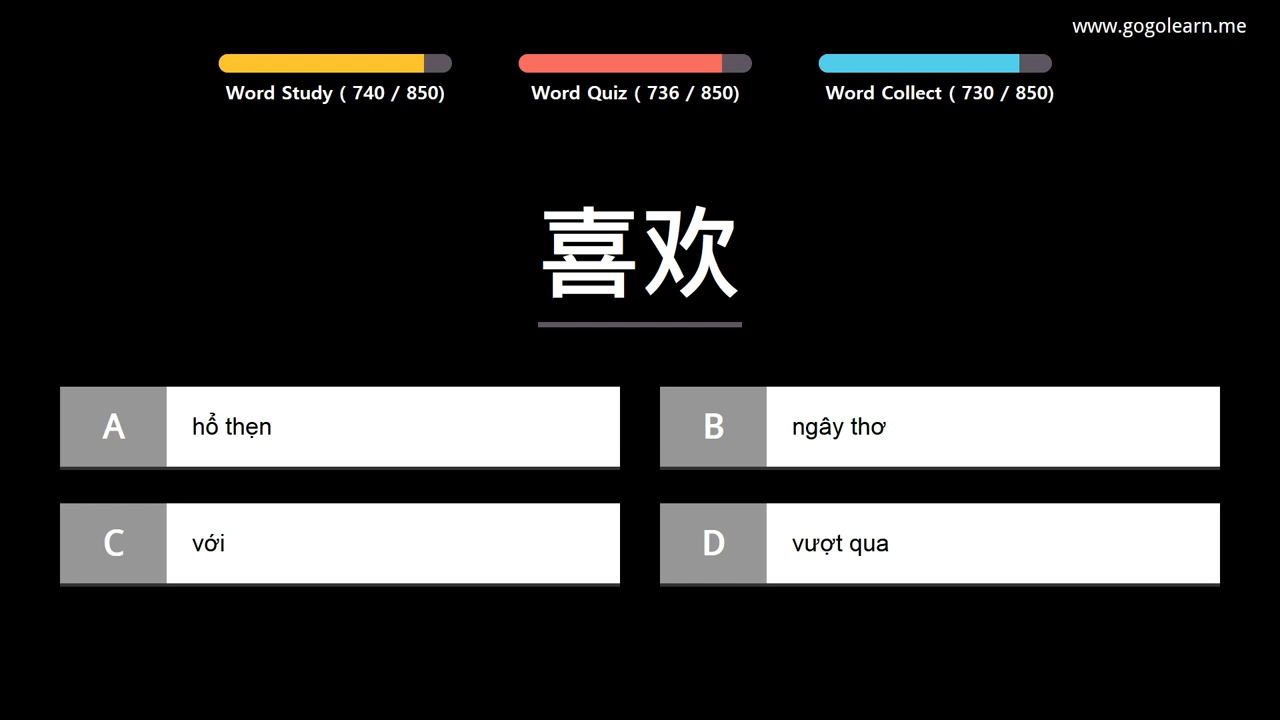 www.gogolearn.me
Word Study ( 740 / 850)
Word Quiz ( 736 / 850)
Word Collect ( 730 / 850)
喜欢
A hổ thẹn
B ngây thơ
C với
D vượt qua